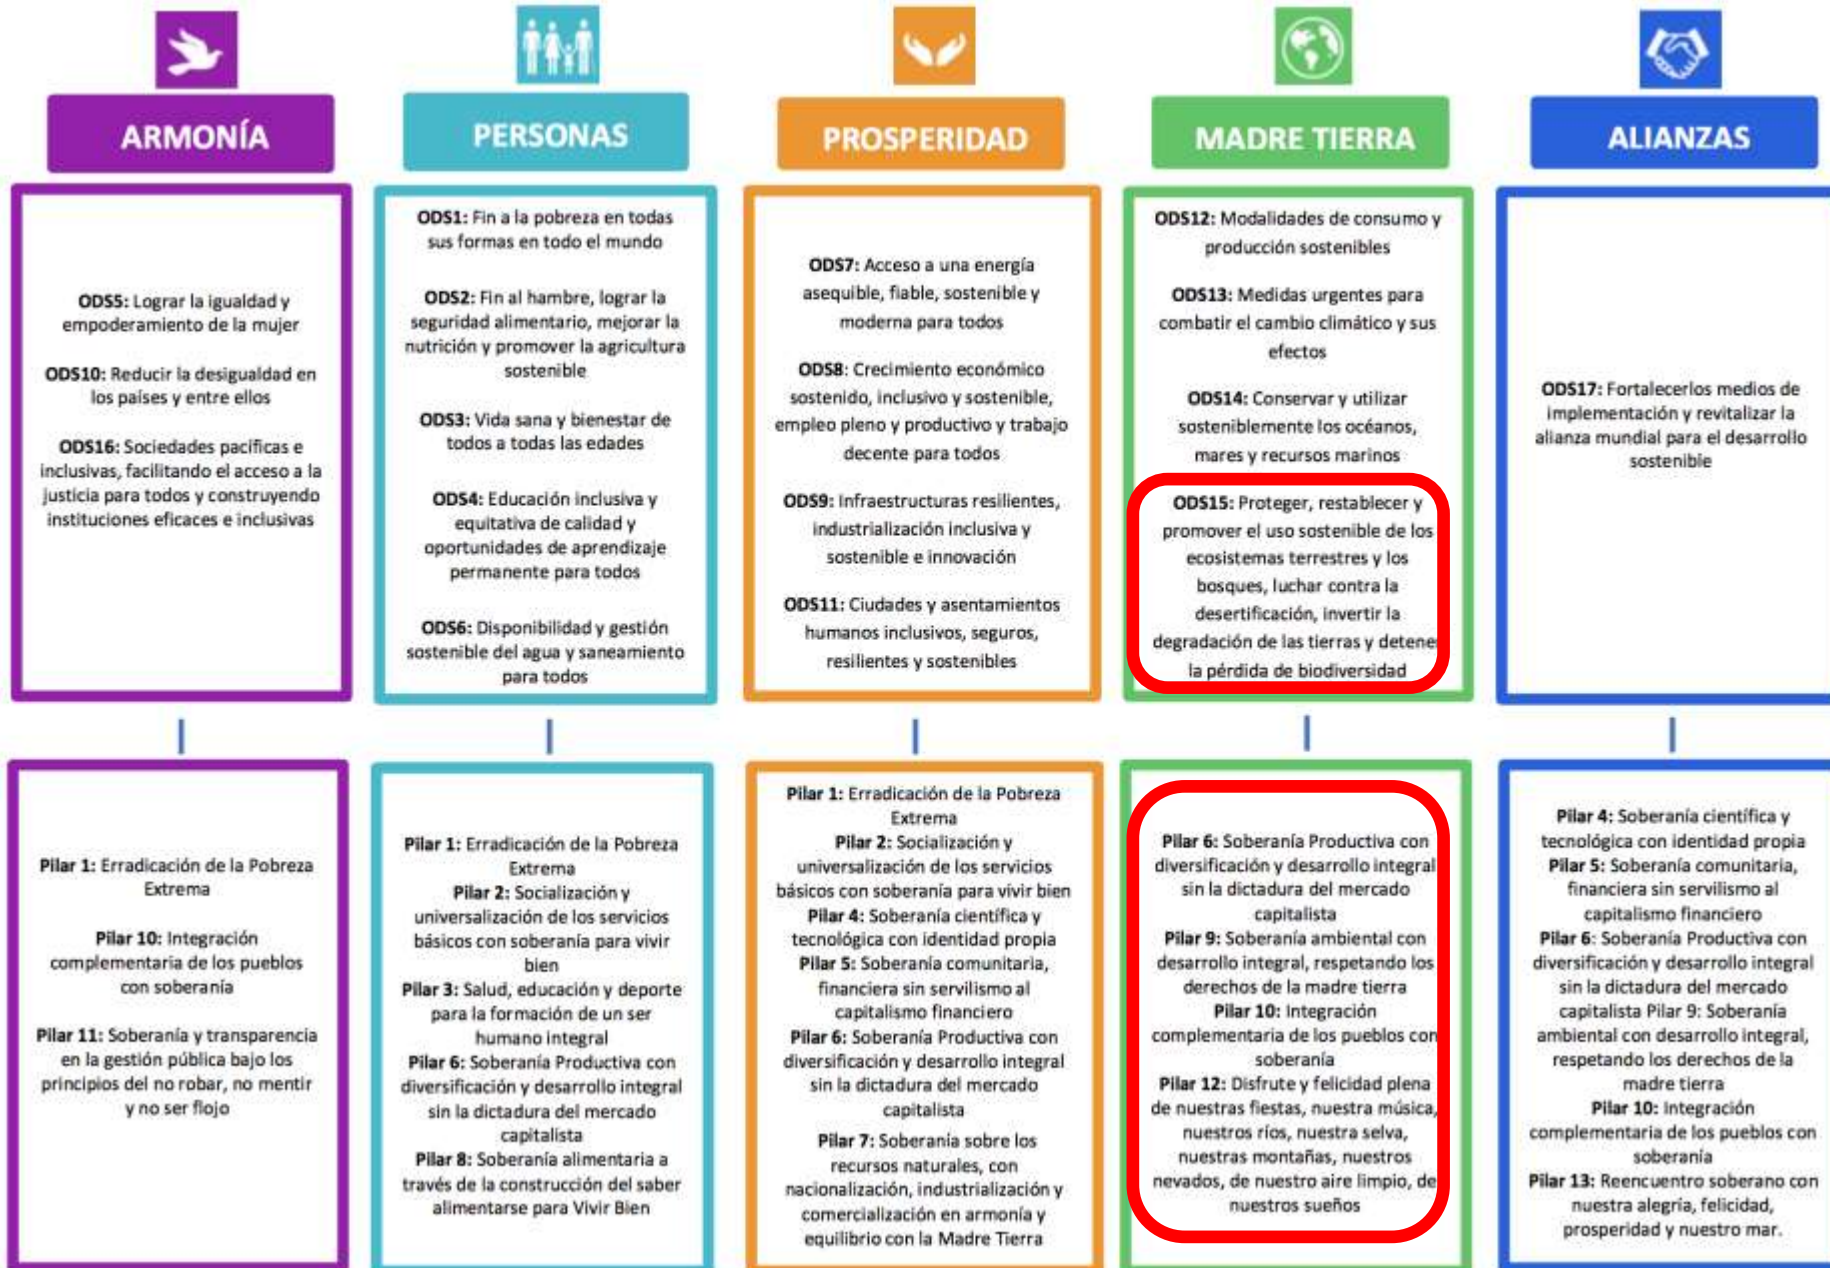 ARMONÍA
ODS5: Lograr la igualdad y
empoderamiento de la mujer
ODS10: Reducir la desigualdad en
los países y entre ellos
ODS16: Sociedades pacíficas e
inclusivas, facilitando el acceso a la
justicia para todos y construyendo
instituciones eficaces e inclusivas
Pilar 1: Erradicación de la Pobreza
Extrema
Pilar 10: Integración
complementaria de los pueblos
con soberanía
Pilar 11: Soberanía y transparencia
en la gestión pública bajo los
principios del no robar, no mentir
y no ser flojo
PERSONAS
ODS1: Fin a la pobreza en todas
sus formas en todo el mundo
ODS2: Fin al hambre, lograr la
seguridad alimentario, mejorar la
nutrición y promover la agricultura
sostenible
ODS3: Vida sana y bienestar de
todos a todas las edades
ODS4: Educación inclusiva y
equitativa de calidad y
oportunidades de aprendizaje
permanente para todos
ODS6: Disponibilidad y gestión
sostenible del agua y saneamiento
para todos
Pilar 1: Erradicación de la Pobreza
Extrema
Pilar 2: Socialización y
universalización de los servicios
básicos con soberanía para vivir
bien
Pilar 3: Salud, educación y deporte
para la formación de un ser
humano integral
Pilar 6: Soberanía Productiva con
diversificación y desarrollo integral
sin la dictadura del mercado
capitalista
Pilar 8: Soberanía alimentaria a
través de la construcción del saber
alimentarse para Vivir Bien
PROSPERIDAD
ODS7: Acceso a una energía
asequible, fiable, sostenible y
moderna para todos
ODS8: Crecimiento económico
sostenido, inclusivo y sostenible,
empleo pleno y productivo y trabajo
decente para todos
ODS9: Infraestructuras resilientes,
industrialización inclusiva y
sostenible e innovación
ODS11: Ciudades y asentamientos
humanos inclusivos, seguros,
resilientes y sostenibles
Pilar 1: Erradicación de la Pobreza
Extrema
Pilar 2: Socialización y
universalización de los servicios
básicos con soberanía para vivir bien
Pilar 4: Soberanía científica y
tecnológica con identidad propia
Pilar 5: Soberanía comunitaria,
financiera sin servilismo al
capitalismo financiero
Pilar 6: Soberanía Productiva con
diversificación y desarrollo integral
sin la dictadura del mercado
capitalista
Pilar 7: Soberanía sobre los
recursos naturales, con
nacionalización, industrialización y
comercialización en armonía y
equilibrio con la Madre Tierra
MADRE TIERRA
ODS12: Modalidades de consumo y
producción sostenibles
ODS13: Medidas urgentes para
combatir el cambio climático y sus
efectos
ODS14: Conservar y utilizar
sosteniblemente los océanos,
mares y recursos marinos
ODS15: Proteger, restablecer y
promover el uso sostenible de los
ecosistemas terrestres y los
bosques, luchar contra la
desertificación, invertir la
degradación de las tierras y detener
la pérdida de biodiversidad
Pilar 6: Soberanía Productiva con
diversificación y desarrollo integral
sin la dictadura del mercado
capitalista
Pilar 9: Soberanía ambiental con
desarrollo integral, respetando los
derechos de la madre tierra
Pilar 10: Integración
complementaria de los pueblos con
soberanía
Pilar 12: Disfrute y felicidad plena
de nuestras fiestas, nuestra música,
nuestros ríos, nuestra selva,
nuestras montañas, nuestros
nevados, de nuestro aire limpio, de
nuestros sueños
ALIANZAS
ODS17: Fortalecerlos medios de
implementación y revitalizar la
alianza mundial para el desarrollo
sostenible
Pilar 4: Soberanía científica y
tecnológica con identidad propia
Pilar 5: Soberanía comunitaria,
financiera sin servilismo al
capitalismo financiero
Pilar 6: Soberanía Productiva con
diversificación y desarrollo integral
sin la dictadura del mercado
capitalista Pilar 9: Soberanía
ambiental con desarrollo integral,
respetando los derechos de la
madre tierra
Pilar 10: Integración
complementaria de los pueblos con
soberanía
Pilar 13: Reencuentro soberano con
nuestra alegría, felicidad,
prosperidad y nuestro mar.